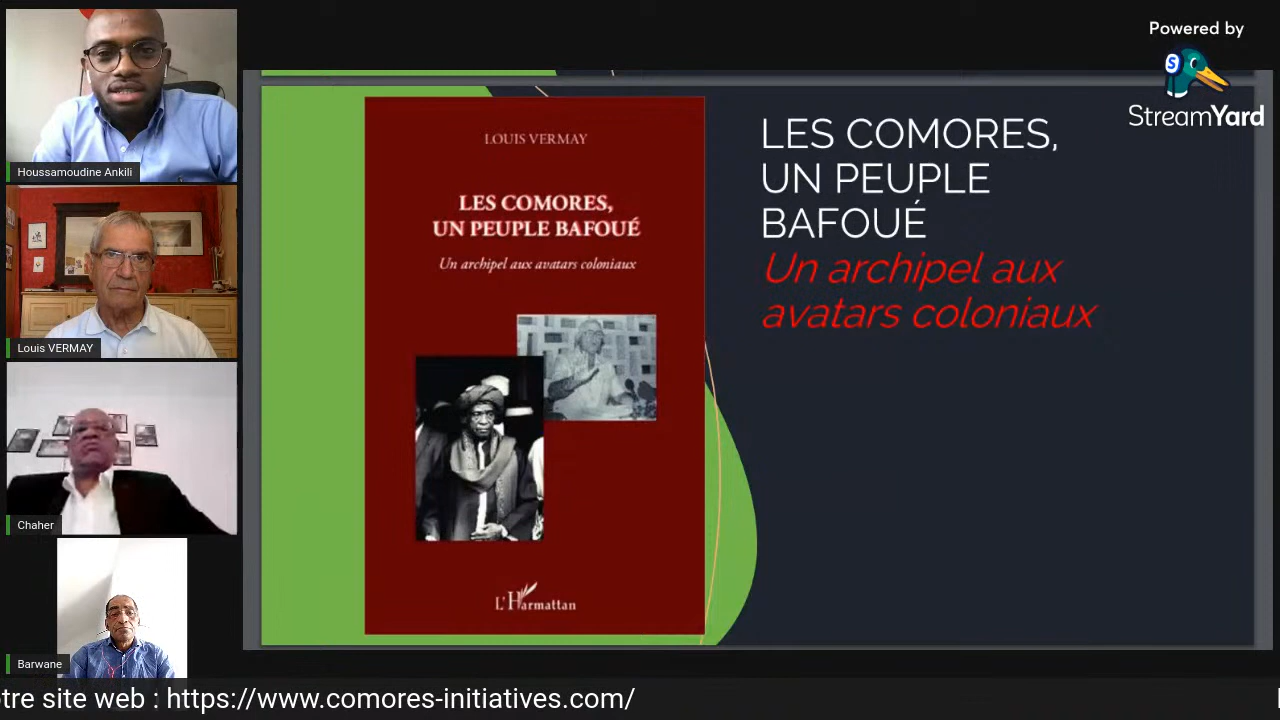 Powered by
StreamYard
Houssamoudine Ankili
Louis VERMAY
Chaher
Barwane
LOUIS VERMAY
LES COMORES,
UN PEUPLE BAFOUÉ
Un archipel aux avatars coloniaux
L'Harmattan
LES COMORES,
UN PEUPLE
BAFOUÉ
Un archipel aux
avatars coloniaux
otre site web : https://www.comores-initiatives.com/